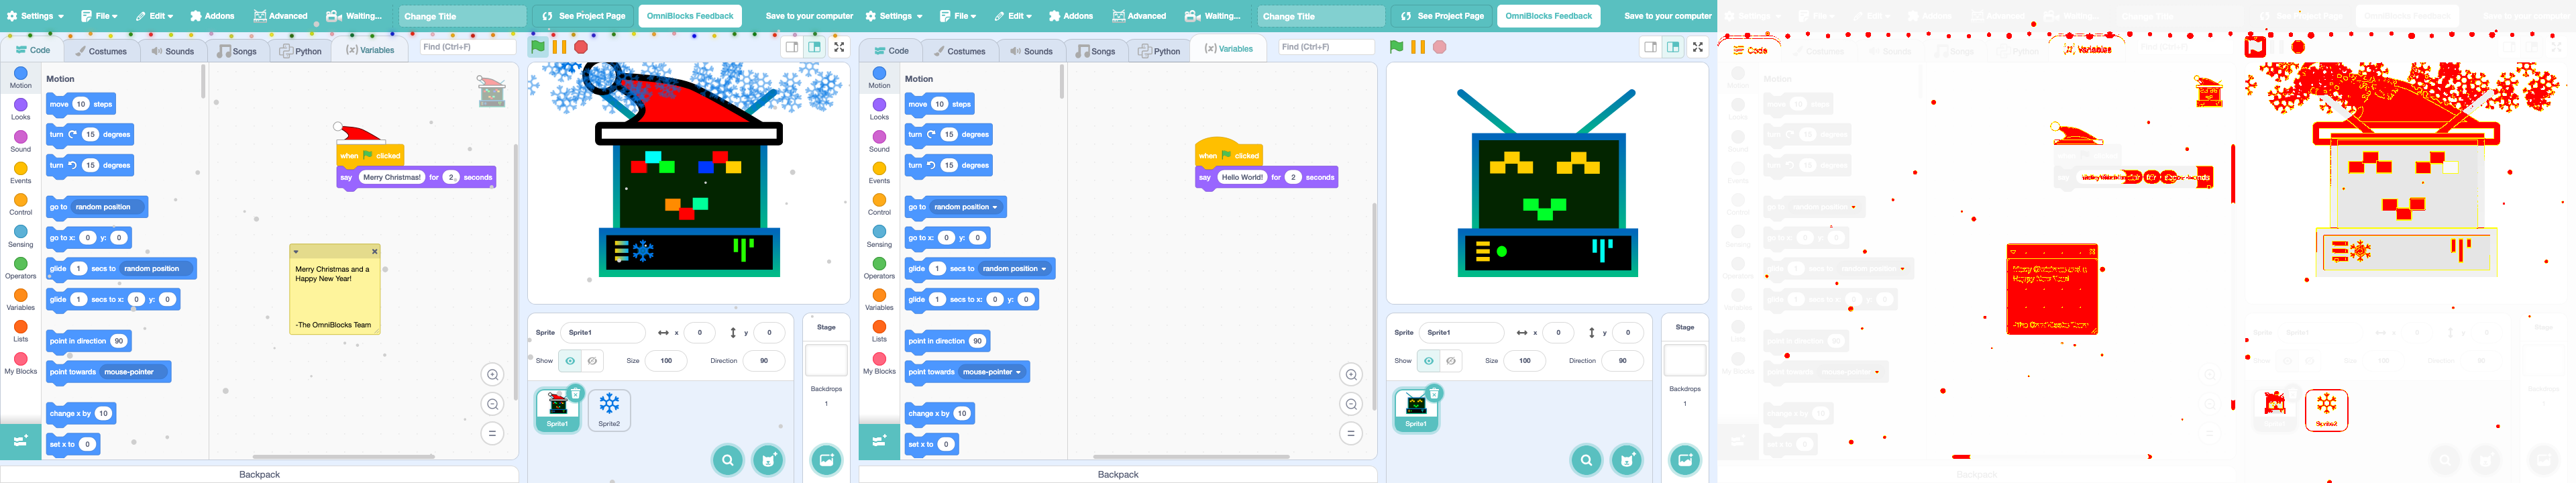 Settings File Edit Addons Advanced Waiting... Change Title See Project Page OmniBlocks Feedback Save to your computer
Code Costumes Sounds Songs Python (x) Variables Find (Ctrl+F)
Motion
Looks
Sound
Events
Control
Sensing
Operators
Variables
Lists
My Blocks
Motion
move 10 steps
turn 15 degrees
turn 15 degrees
go to random position
go to x: 0 y: 0
glide 1 secs to random position
glide 1 secs to x: 0 y: 0
point in direction 90
point towards mouse-pointer
change x by 10
set x to 0
when clicked
say Merry Christmas! for 2 seconds
Merry Christmas and a
Happy New Year!
-The OmniBlocks Team
Sprite Sprite1 x 0 y 0
Show Size 100 Direction 90
Sprite1
Sprite2
Stage
Backdrops
1
Backpack
Settings File Edit Addons Advanced Waiting... Change Title See Project Page OmniBlocks Feedback Save to your computer
Code Costumes Sounds Songs Python (x) Variables Find (Ctrl+F)
Motion
Looks
Sound
Events
Control
Sensing
Operators
Variables
Lists
My Blocks
Motion
move 10 steps
turn 15 degrees
turn 15 degrees
go to random position
go to x: 0 y: 0
glide 1 secs to random position
glide 1 secs to x: 0 y: 0
point in direction 90
point towards mouse-pointer
change x by 10
set x to 0
when clicked
say Hello World! for 2 seconds
Sprite Sprite1 x 0 y 0
Show Size 100 Direction 90
Sprite1
Stage
Backdrops
1
Backpack
Code Variables
Backpack